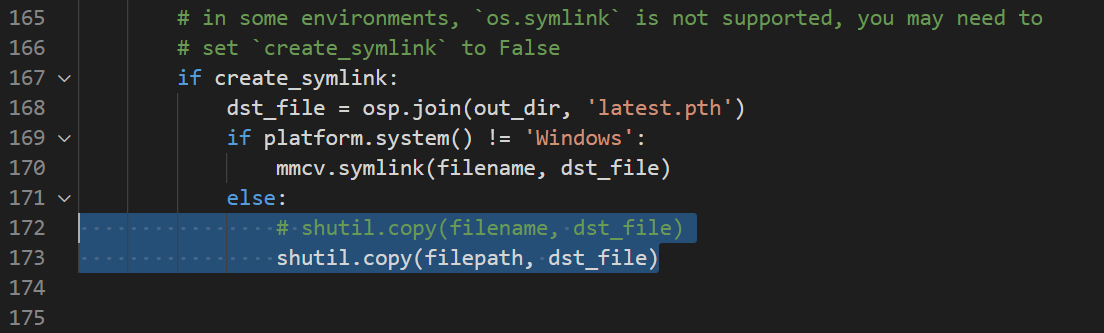 165 # in some environments, `os.symlink` is not supported, you may need to
166 # set `create_symlink` to False
167 if create_symlink:
168 dst_file = osp.join(out_dir, 'latest.pth')
169 if platform.system() != 'Windows':
170 mmcv.symlink(filename, dst_file)
171 else:
172 # shutil.copy(filename, dst_file)
173 shutil.copy(filepath, dst_file)
174
175